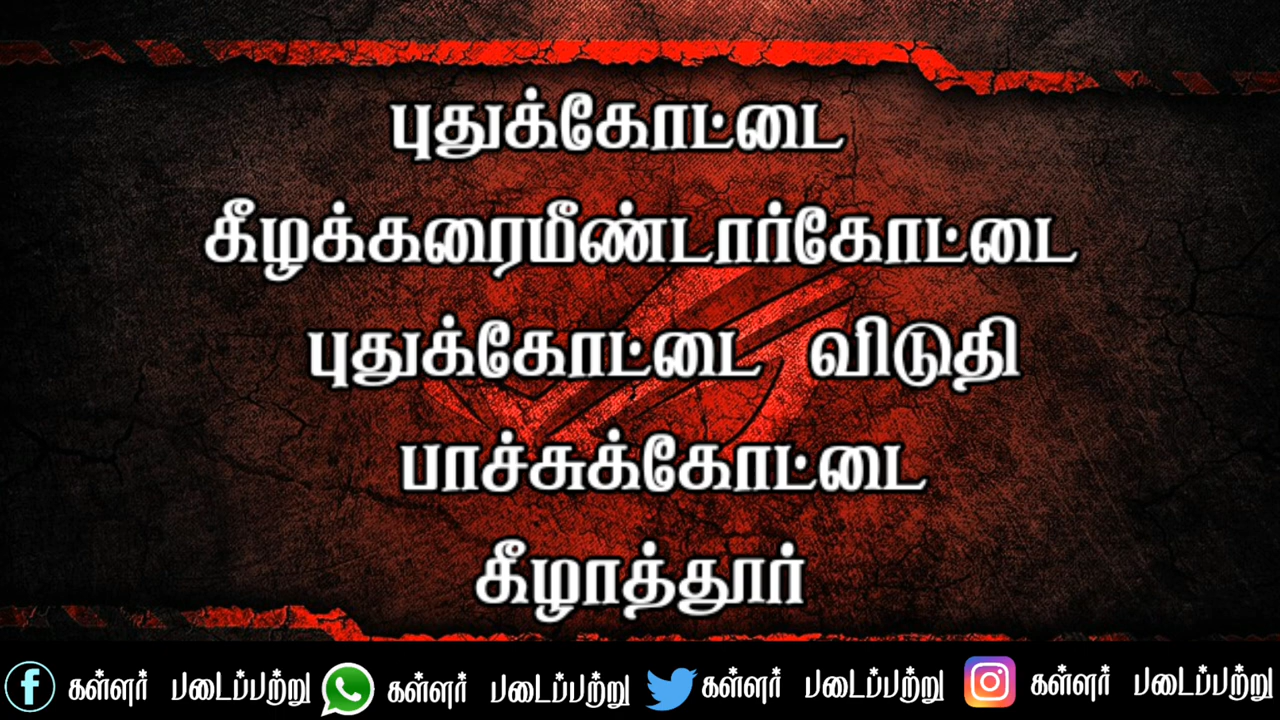 புதுக்கோட்டை
கீழக்கரைமீண்டார்கோட்டை
புதுக்கோட்டை விடுதி
பாச்சுக்கோட்டை
கீழாத்தூர்
கள்ளர் படைப்பற்று கள்ளர் படைப்பற்று கள்ளர் படைப்பற்று கள்ளர் படைப்பற்று